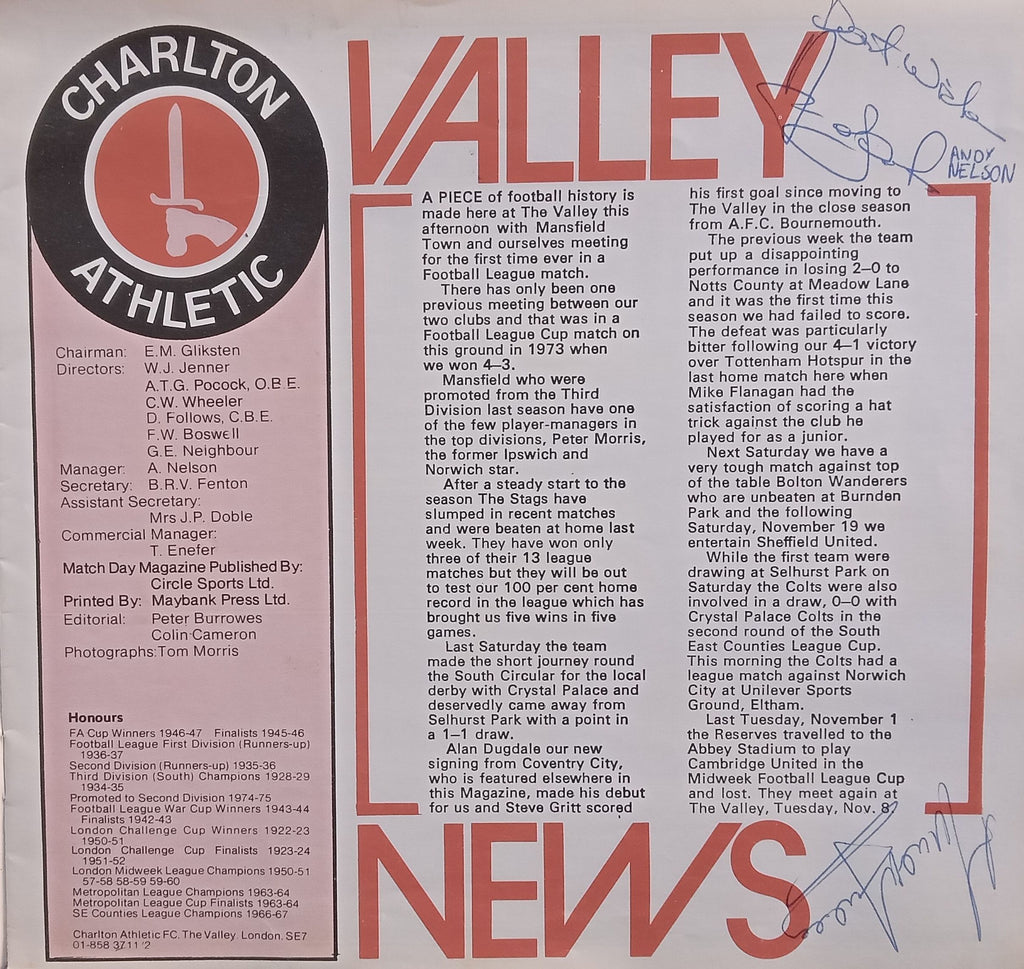 CHARLTON
ATHLETIC
Chairman: E.M. Gliksten
Directors: W.J. Jenner
A.T.G. Pocock, O.B.E.
C.W. Wheeler
D. Follows, C.B.E.
F.W. Boswell
G.E. Neighbour
Manager: A. Nelson
Secretary: B.R.V. Fenton
Assistant Secretary:
Mrs J.P. Doble
Commercial Manager:
T. Enefer
Match Day Magazine Published By:
Circle Sports Ltd.
Printed By: Maybank Press Ltd.
Editorial: Peter Burrowes
Colin Cameron
Photographs: Tom Morris
Honours
FA Cup Winners 1946-47 Finalists 1945-46
Football League First Division (Runners-up)
1936-37
Second Division (Runners-up) 1935-36
Third Division (South) Champions 1928-29
1934-35
Promoted to Second Division 1974-75
Football League War Cup Winners 1943-44
Finalists 1942-43
London Challenge Cup Winners 1922-23
1950-51
London Challenge Cup Finalists 1923-24
1951-52
London Midweek League Champions 1950-51
57-58 58-59 59-60
Metropolitan League Champions 1963-64
Metropolitan League Cup Finalists 1963-64
SE Counties League Champions 1966-67
Charlton Athletic FC. The Valley. London. SE7
01-858 3711 '2
VALLEY
Best Wish
ANDY
NELSON
A PIECE of football history is
made here at The Valley this
afternoon with Mansfield
Town and ourselves meeting
for the first time ever in a
Football League match.
There has only been one
previous meeting between our
two clubs and that was in a
Football League Cup match on
this ground in 1973 when
we won 4–3.
Mansfield who were
promoted from the Third
Division last season have one
of the few player-managers in
the top divisions, Peter Morris,
the former Ipswich and
Norwich star.
After a steady start to the
season The Stags have
slumped in recent matches
and were beaten at home last
week. They have won only
three of their 13 league
matches but they will be out
to test our 100 per cent home
record in the league which has
brought us five wins in five
games.
Last Saturday the team
made the short journey round
the South Circular for the local
derby with Crystal Palace and
deservedly came away from
Selhurst Park with a point in
a 1–1 draw.
Alan Dugdale our new
signing from Coventry City,
who is featured elsewhere in
this Magazine, made his debut
for us and Steve Gritt scored
his first goal since moving to
The Valley in the close season
from A.F.C. Bournemouth.
The previous week the team
put up a disappointing
performance in losing 2–0 to
Notts County at Meadow Lane
and it was the first time this
season we had failed to score.
The defeat was particularly
bitter following our 4–1 victory
over Tottenham Hotspur in the
last home match here when
Mike Flanagan had the
satisfaction of scoring a hat
trick against the club he
played for as a junior.
Next Saturday we have a
very tough match against top
of the table Bolton Wanderers
who are unbeaten at Burnden
Park and the following
Saturday, November 19 we
entertain Sheffield United.
While the first team were
drawing at Selhurst Park on
Saturday the Colts were also
involved in a draw, 0–0 with
Crystal Palace Colts in the
second round of the South
East Counties League Cup.
This morning the Colts had a
league match against Norwich
City at Unilever Sports
Ground, Eltham.
Last Tuesday, November 1
the Reserves travelled to the
Abbey Stadium to play
Cambridge United in the
Midweek Football League Cup
and lost. They meet again at
The Valley, Tuesday, Nov. 8.
NEWS